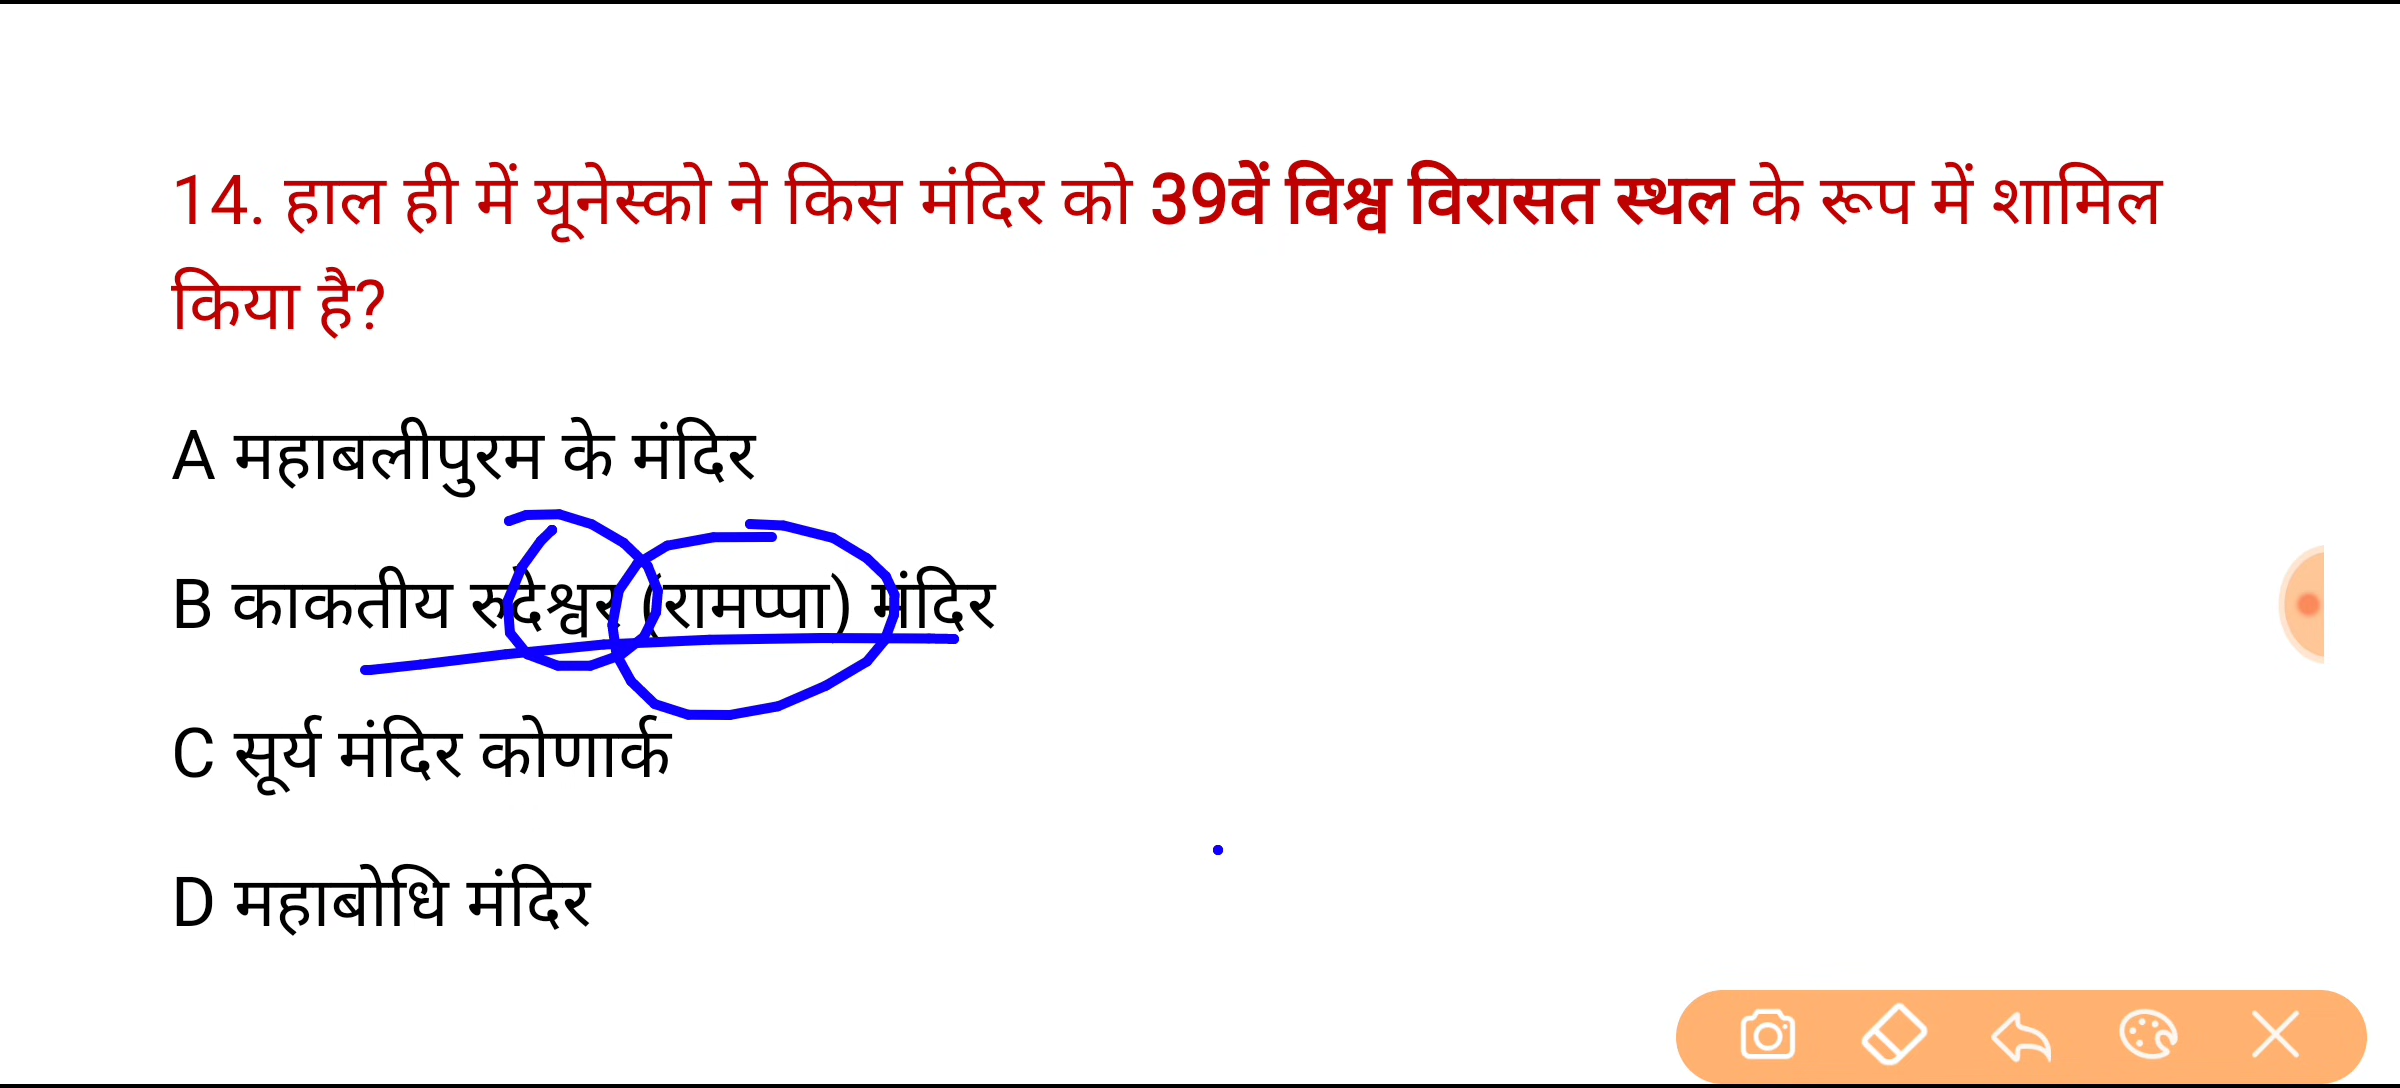 14. हाल ही में यूनेस्को ने किस मंदिर को 39वें विश्व विरासत स्थल के रूप में शामिल
किया है?
A महाबलीपुरम के मंदिर
B काकतीय रुदेश्वर (रामप्पा) मंदिर
C सूर्य मंदिर कोणार्क
D महाबोधि मंदिर